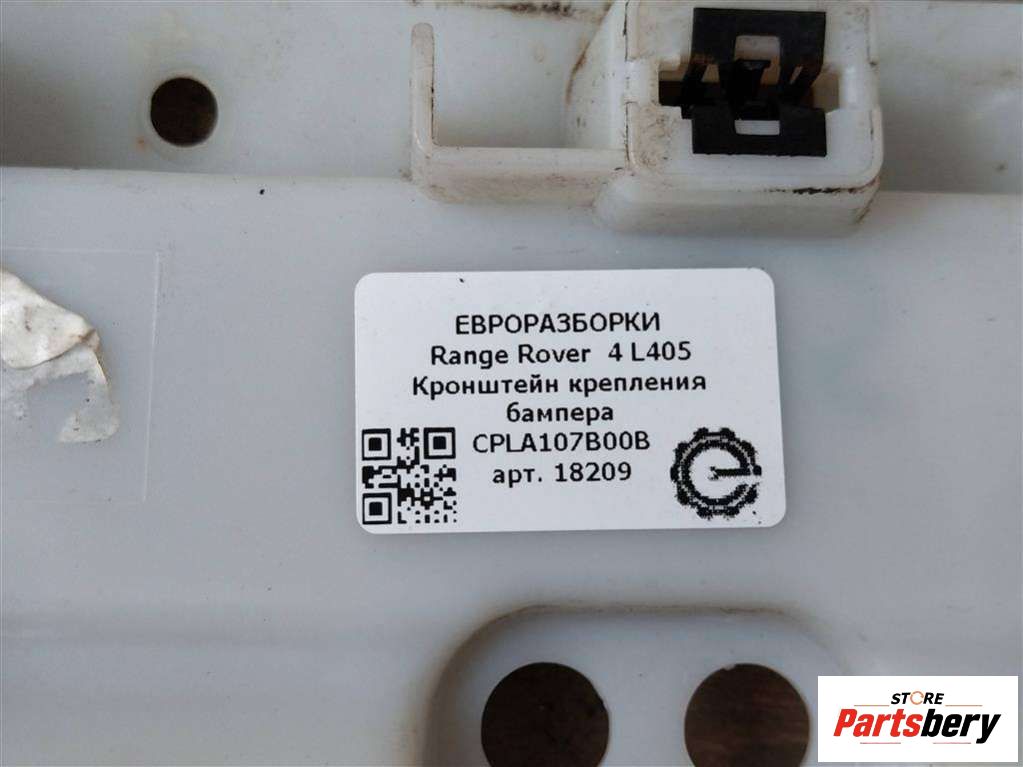 ЕВРОРАЗБОРКИ
Range Rover 4 L405
Кронштейн крепления
бампера
CPLA107B00B
арт. 18209
STORE
Partsbery